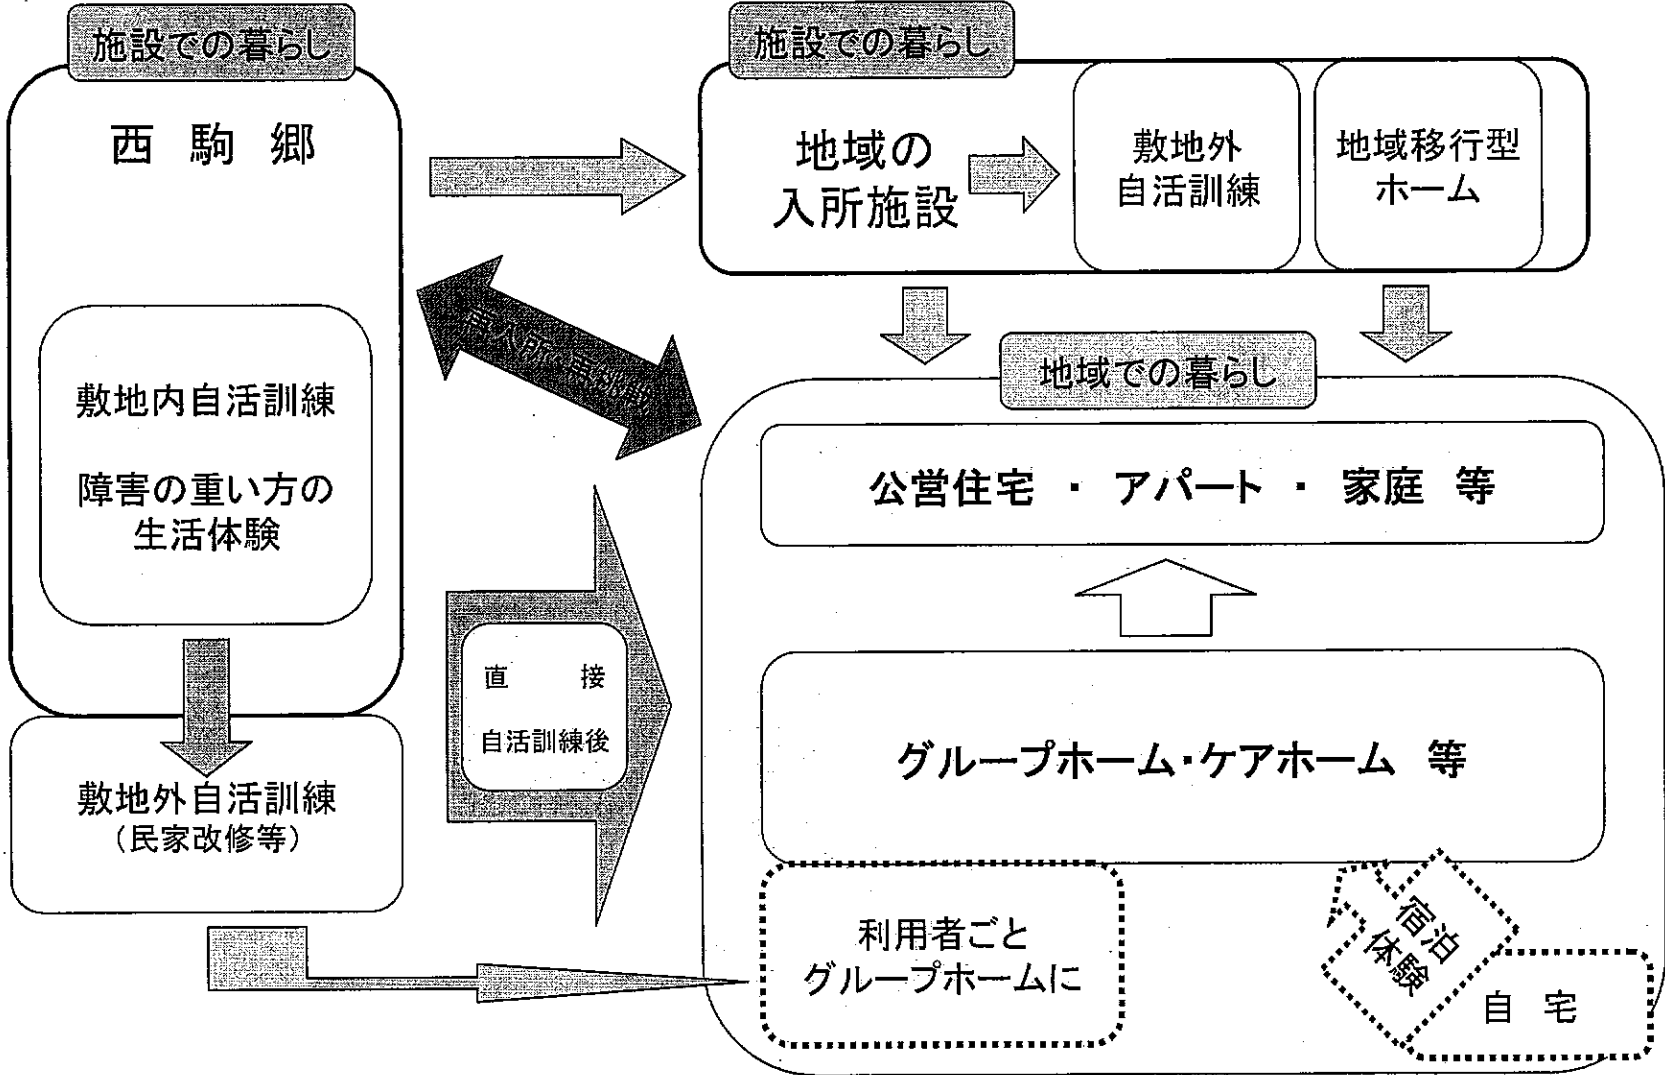 施設での暮らし
西 駒 郷
敷地内自活訓練
障害の重い方の
生活体験
敷地外自活訓練
(民家改修等)
施設での暮らし
地域の
入所施設
敷地外
自活訓練
地域移行型
ホーム
再入所・再挑戦
直 接
自活訓練後
地域での暮らし
公営住宅 ・ アパート ・ 家庭 等
グループホーム・ケアホーム 等
利用者ごと
グループホームに
宿泊
体験
自 宅